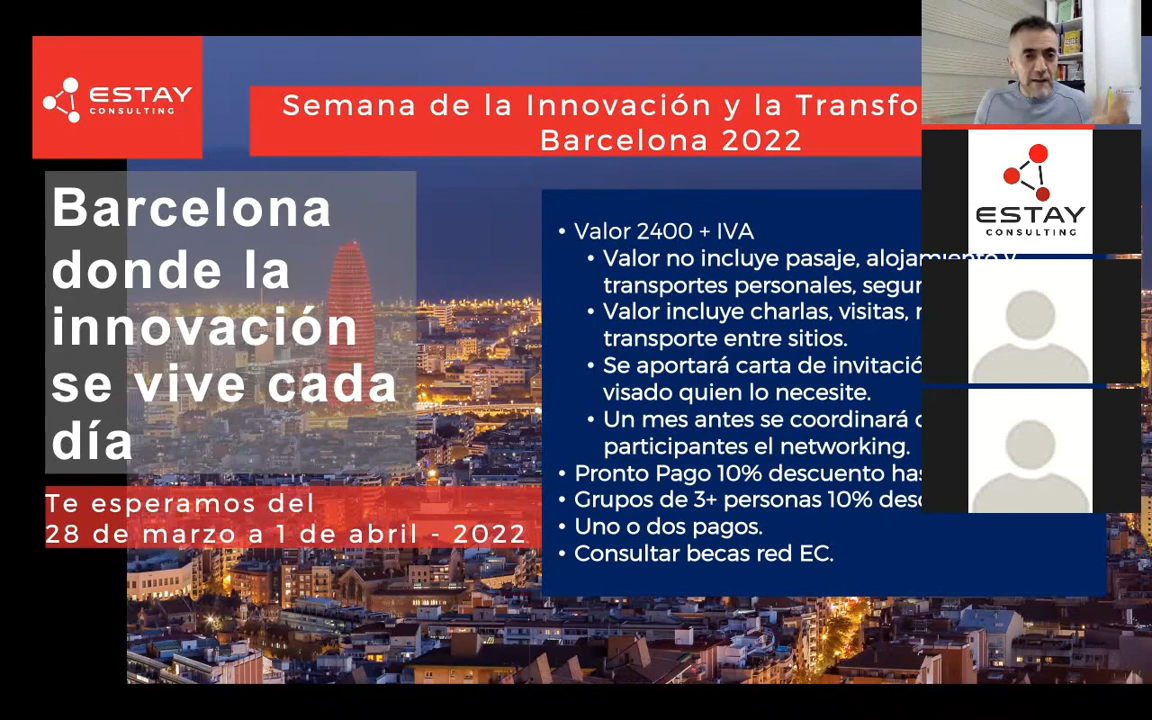 ESTAY
CONSULTING
Semana de la Innovación y la
Barcelona 2022
Barcelona
donde la
innovación
se vive cada
día
Te esperamos del
28 de marzo a 1 de abril - 2022
• Valor 2400 + IVA
• Valor no incluye pasaje, alojamiento y
transportes personales,
• Valor incluye charlas, visitas,
transporte entre sitios.
• Se aportará carta de
visado quien lo necesite.
• Un mes antes se coordinará
participantes el networking.
• Pronto Pago 10% descuento
• Grupos de 3+ personas 10%
• Uno o dos pagos.
• Consultar becas red EC.
ESTAY
CONSULTING